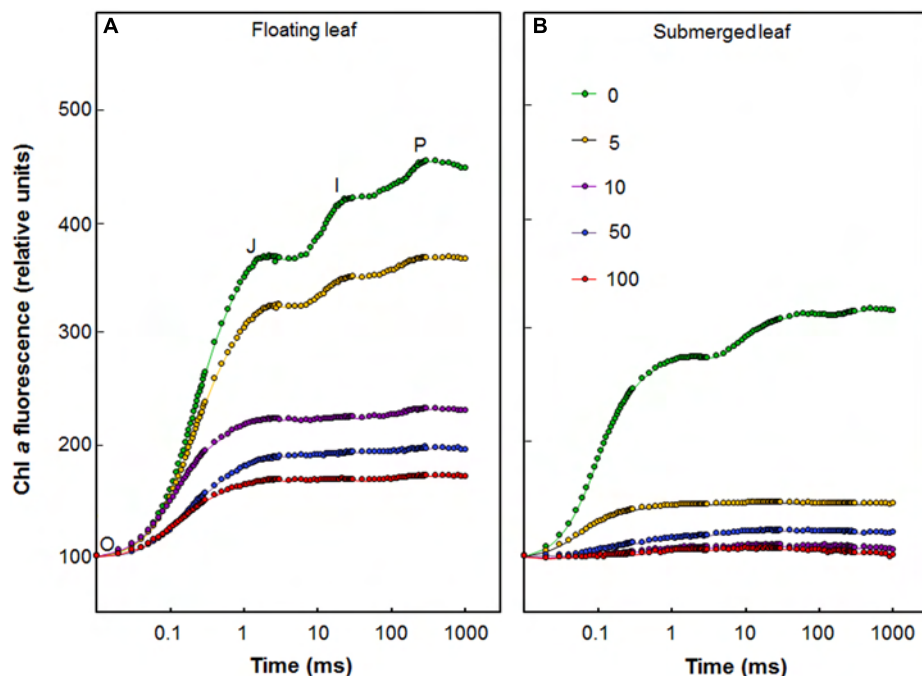 A Floating leaf
B Submerged leaf
Chl a fluorescence (relative units)
500
400
300
200
100
O
J
I
P
0
5
10
50
100
0.1 1 10 100 1000
0.1 1 10 100 1000
Time (ms)
Time (ms)